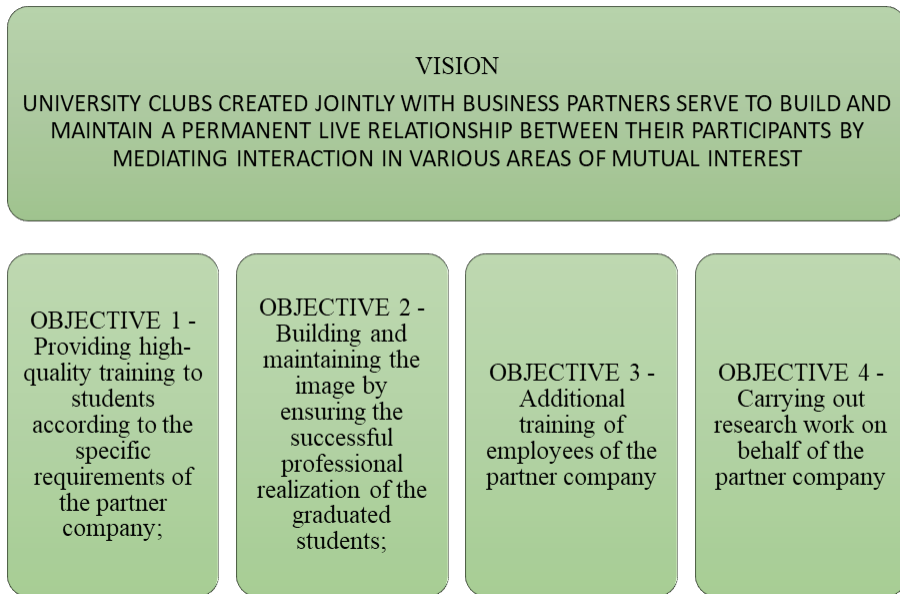 VISION
UNIVERSITY CLUBS CREATED JOINTLY WITH BUSINESS PARTNERS SERVE TO BUILD AND
MAINTAIN A PERMANENT LIVE RELATIONSHIP BETWEEN THEIR PARTICIPANTS BY
MEDIATING INTERACTION IN VARIOUS AREAS OF MUTUAL INTEREST
OBJECTIVE 1 -
Providing high-
quality training to
students
according to the
specific
requirements of
the partner
company;
OBJECTIVE 2 -
Building and
maintaining the
image by
ensuring the
successful
professional
realization of the
graduated
students;
OBJECTIVE 3 -
Additional
training of
employees of the
partner company
OBJECTIVE 4 -
Carrying out
research work on
behalf of the
partner company